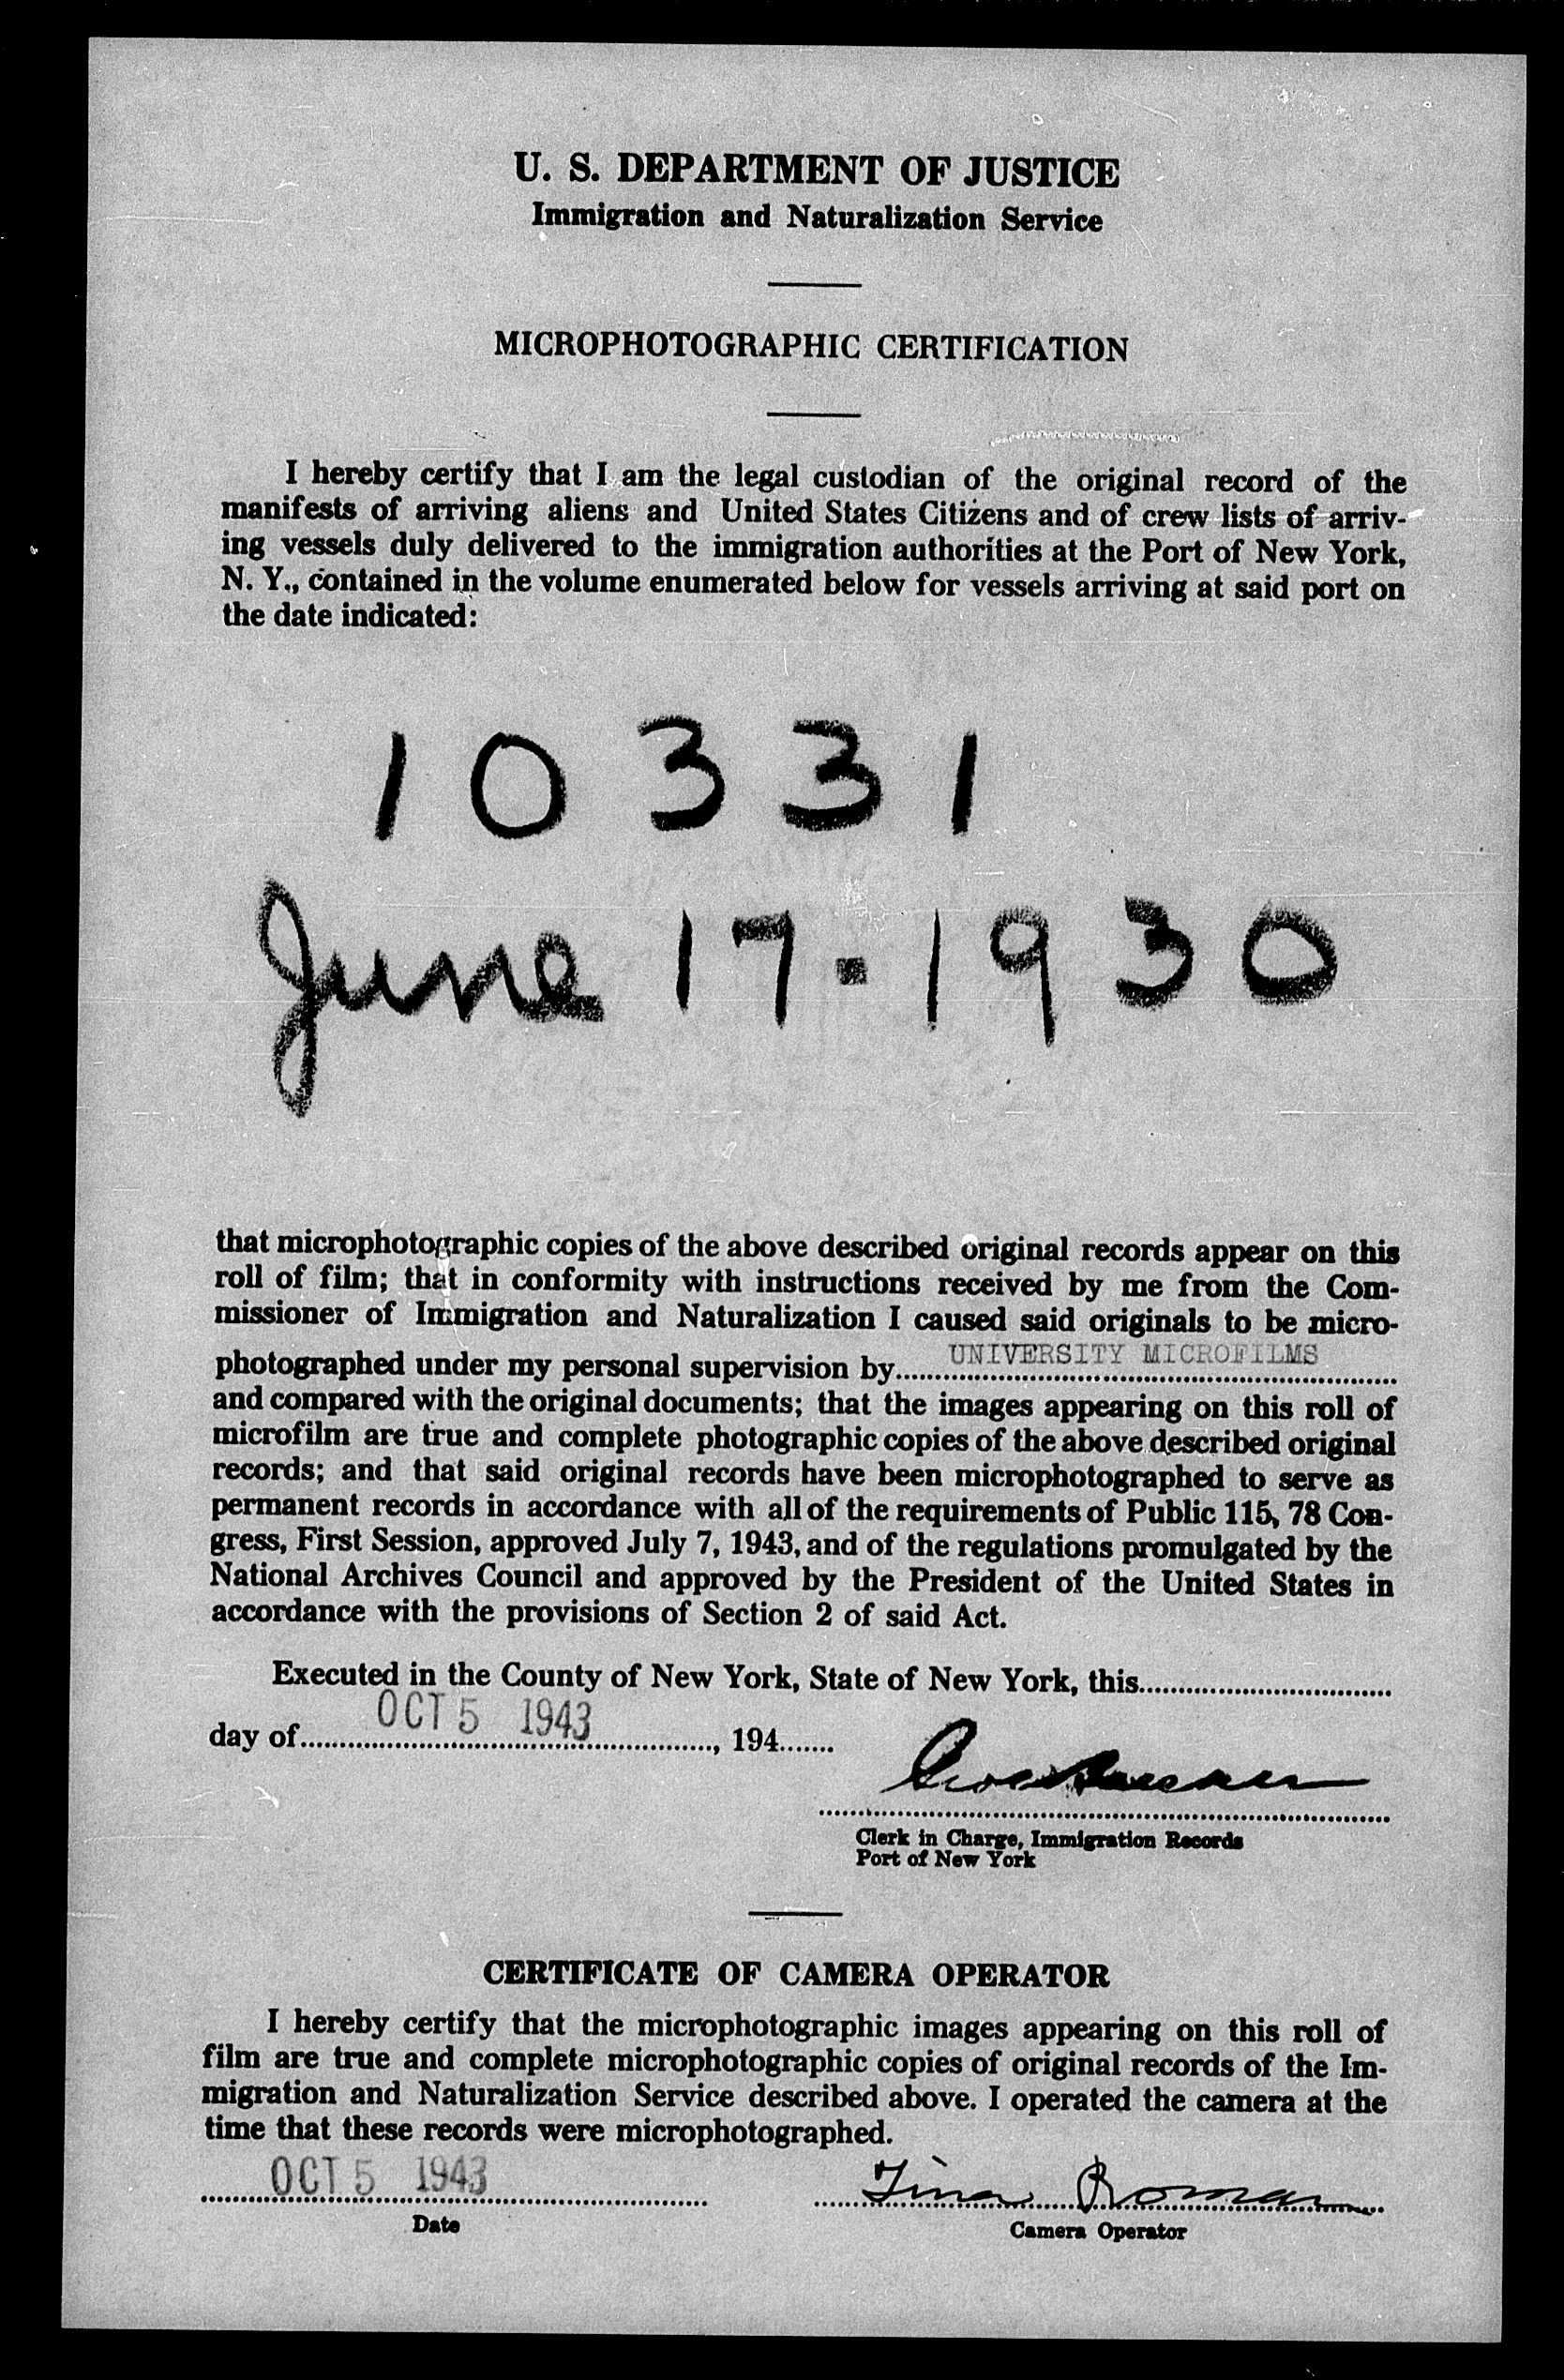 U. S. DEPARTMENT OF JUSTICE
Immigration and Naturalization Service
MICROPHOTOGRAPHIC CERTIFICATION
I hereby certify that I am the legal custodian of the original record of the
manifests of arriving aliens and United States Citizens and of crew lists of arriv-
ing vessels duly delivered to the immigration authorities at the Port of New York,
N. Y., contained in the volume enumerated below for vessels arriving at said port on
the date indicated:
10331
June 17-1930
that microphotographic copies of the above described original records appear on this
roll of film; that in conformity with instructions received by me from the Com-
missioner of Immigration and Naturalization I caused said originals to be micro-
photographed under my personal supervision by UNIVERSITY MICROFILMS
and compared with the original documents; that the images appearing on this roll of
microfilm are true and complete photographic copies of the above described original
records; and that said original records have been microphotographed to serve as
permanent records in accordance with all of the requirements of Public 115, 78 Con-
gress, First Session, approved July 7, 1943, and of the regulations promulgated by the
National Archives Council and approved by the President of the United States in
accordance with the provisions of Section 2 of said Act.
Executed in the County of New York, State of New York, this
day of OCT 5 1943, 194
Clerk in Charge, Immigration Records
Port of New York
CERTIFICATE OF CAMERA OPERATOR
I hereby certify that the microphotographic images appearing on this roll of
film are true and complete microphotographic copies of original records of the Im-
migration and Naturalization Service described above. I operated the camera at the
time that these records were microphotographed.
OCT 5 1943 Tina Roman
Date Camera Operator